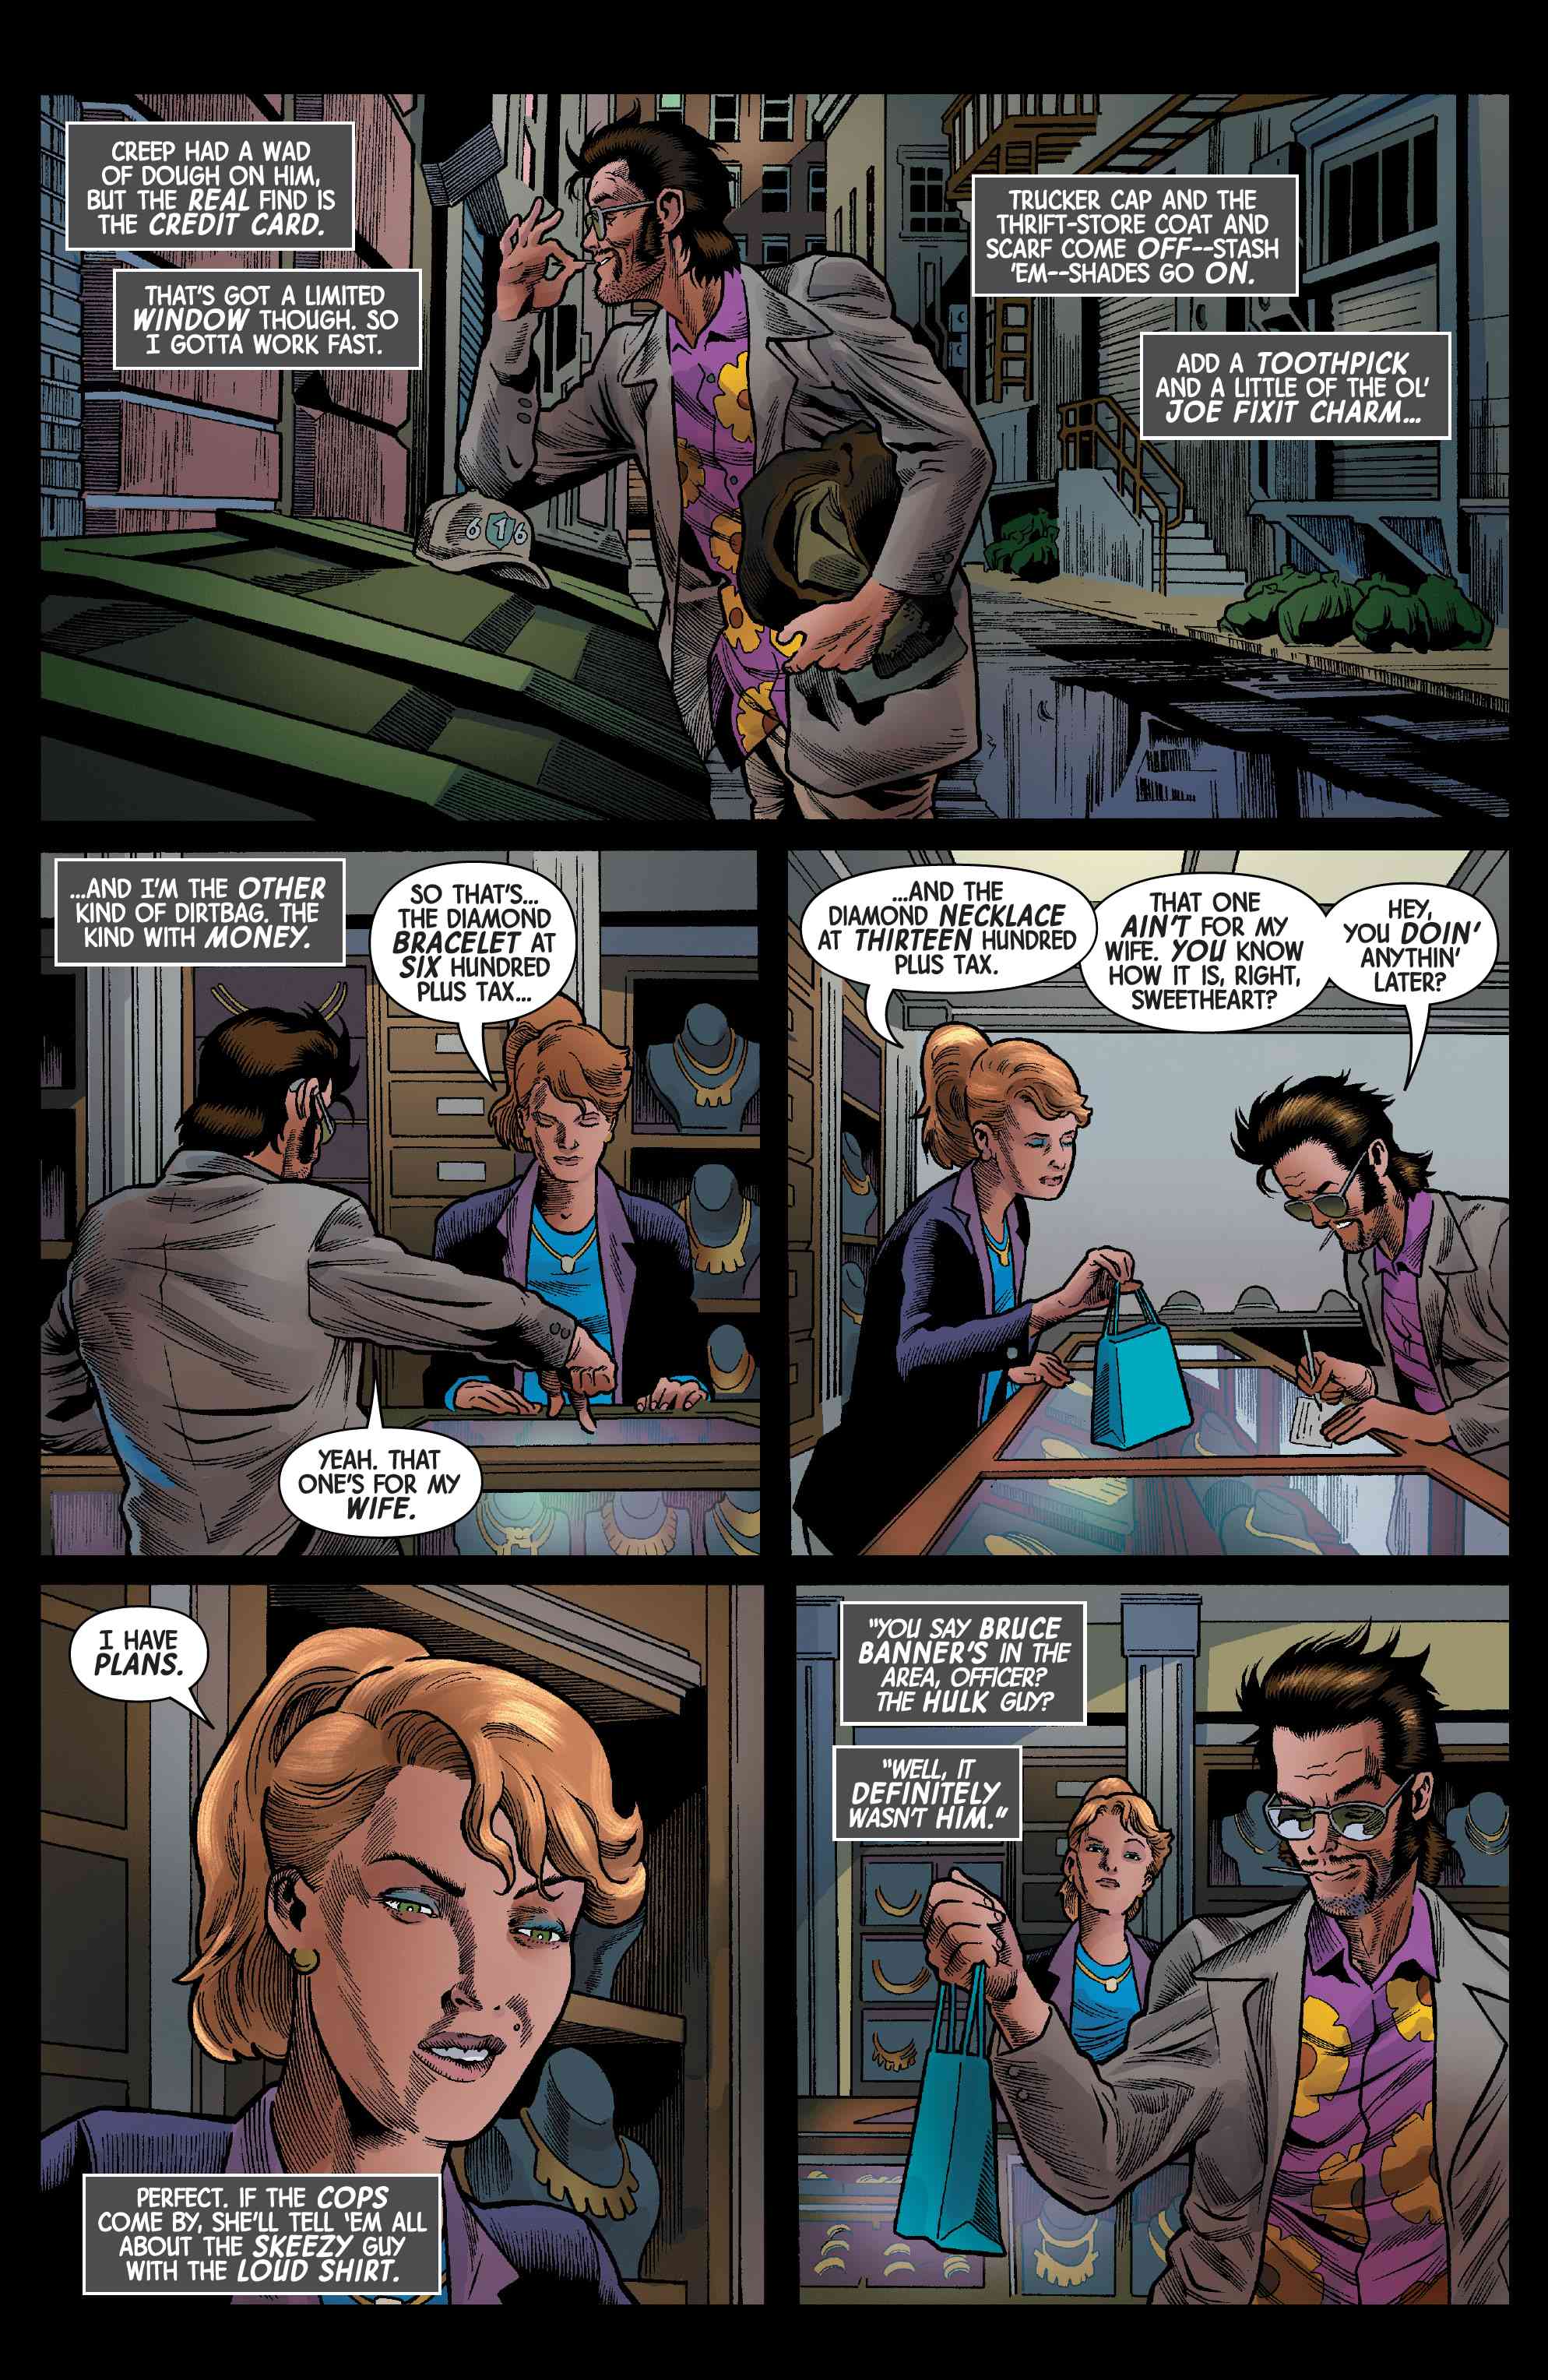 CREEP HAD A WAD
OF DOUGH ON HIM,
BUT THE REAL FIND IS
THE CREDIT CARD.
THAT'S GOT A LIMITED
WINDOW THOUGH. SO
I GOTTA WORK FAST.
TRUCKER CAP AND THE
THRIFT-STORE COAT AND
SCARF COME OFF--STASH
'EM--SHADES GO ON.
ADD A TOOTHPICK
AND A LITTLE OF THE OL'
JOE FIXIT CHARM...
616
...AND I'M THE OTHER
KIND OF DIRTBAG. THE
KIND WITH MONEY.
SO THAT'S...
THE DIAMOND
BRACELET AT
SIX HUNDRED
PLUS TAX...
YEAH. THAT
ONE'S FOR MY
WIFE.
...AND THE
DIAMOND NECKLACE
AT THIRTEEN HUNDRED
PLUS TAX.
THAT ONE
AIN'T FOR MY
WIFE. YOU KNOW
HOW IT IS, RIGHT,
SWEETHEART?
HEY,
YOU DOIN'
ANYTHIN'
LATER?
I HAVE
PLANS.
PERFECT. IF THE COPS
COME BY, SHE'LL TELL 'EM ALL
ABOUT THE SKEEZY GUY
WITH THE LOUD SHIRT.
"YOU SAY BRUCE
BANNER'S IN THE
AREA, OFFICER?
THE HULK GUY?
"WELL, IT
DEFINITELY
WASN'T HIM."